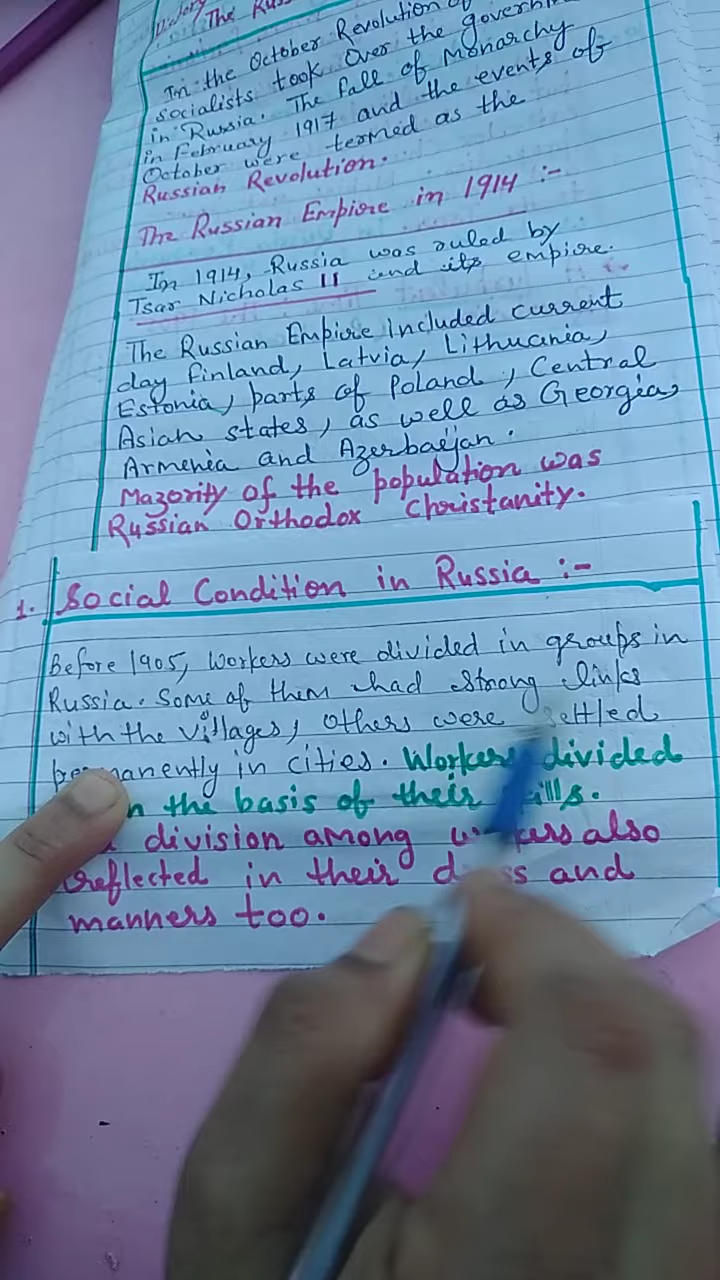 The
In the October Revolution of
socialists took over the
in Russia. The fall of Monarchy
in February 1917 and the events of
October were termed as the
Russian Revolution.
The Russian Empire in 1914 :-
In 1914, Russia was ruled by
Tsar Nicholas II and its empire.
The Russian Empire included current
day Finland, Latvia, Lithuania,
Estonia, parts of Poland, Central
Asian states, as well as Georgia,
Armenia and Azerbaijan.
Mazority of the population was
Russian Orthodox Christanity.
1. Social Condition in Russia :-
Before 1905, workers were divided in groups in
Russia. Some of them had strong links
with the villages, others were settled
permanently in cities. Workers divided
the basis of their skills.
division among workers also
reflected in their dress and
manners too.